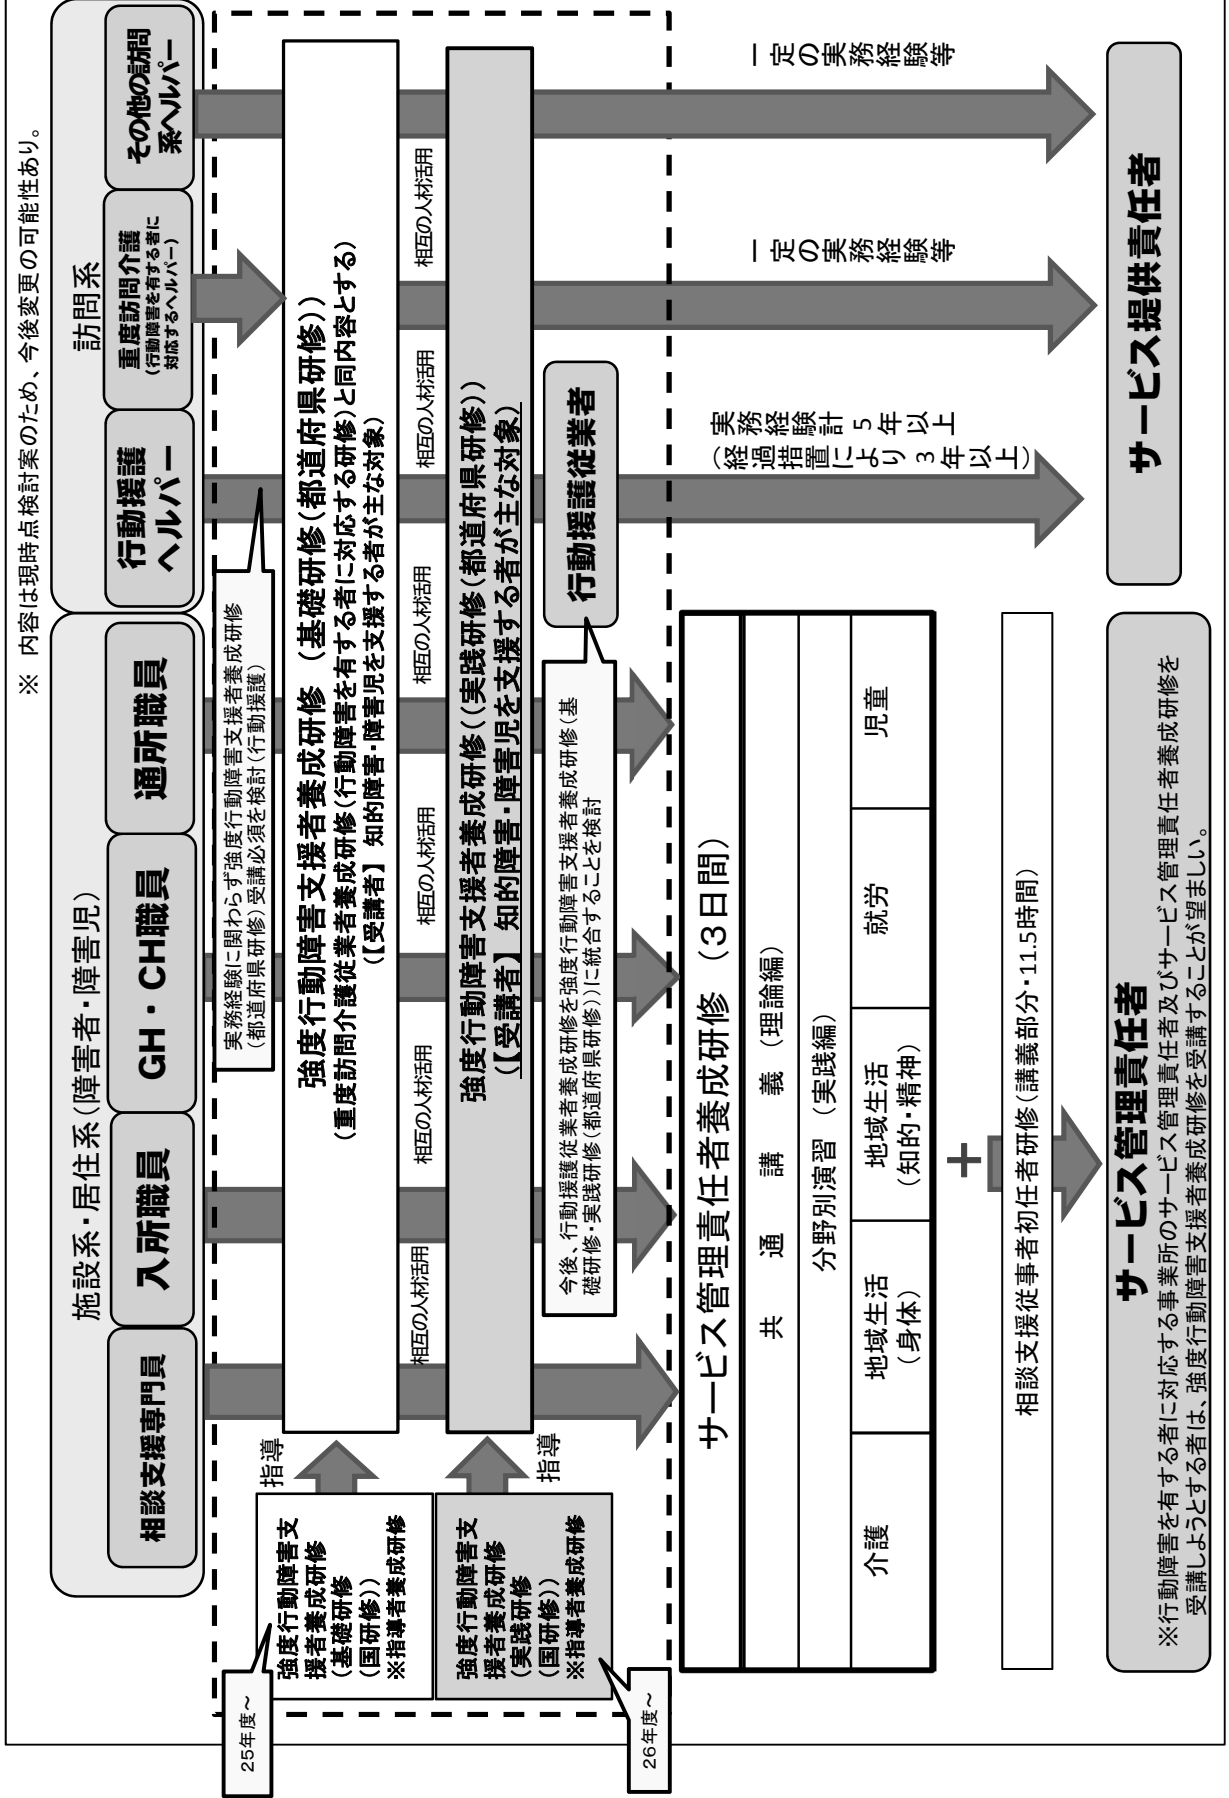 ※ 内容は現時点検討案のため、今後変更の可能性あり。
施設系・居住系(障害者・障害児)
訪問系
相談支援専門員
入所職員
GH・CH職員
通所職員
行動援護
ヘルパー
重度訪問介護
(行動障害を有する者に
対応するヘルパー)
その他の訪問
系ヘルパー
25年度～
実務経験に関わらず強度行動障害支援者養成研修
(都道府県研修)受講必須を検討(行動援護)
強度行動障害支
援者養成研修
(基礎研修
(国研修))
※指導者養成研修
指導
強度行動障害支援者養成研修 (基礎研修(都道府県研修))
(重度訪問介護従業者養成研修(行動障害を有する者に対応する研修)と同内容とする)
(【受講者】 知的障害・障害児を支援する者が主な対象)
相互の人材活用
相互の人材活用
相互の人材活用
相互の人材活用
相互の人材活用
相互の人材活用
強度行動障害支
援者養成研修
(実践研修
(国研修))
※指導者養成研修
指導
強度行動障害支援者養成研修((実践研修(都道府県研修))
(【受講者】 知的障害・障害児を支援する者が主な対象)
26年度～
今後、行動援護従業者養成研修を強度行動障害支援者養成研修(基
礎研修・実践研修(都道府県研修))に統合することを検討
行動援護従業者
サービス管理責任者養成研修 (3日間)
共 通 講 義 (理論編)
分野別演習 (実践編)
介護
地域生活
(身体)
地域生活
(知的・精神)
就労
児童
実務経験計 5 年以上
(経過措置により 3 年以上)
一定の実務経験等
一定の実務経験等
+
相談支援従事者初任者研修(講義部分・11.5時間)
サービス管理責任者
※行動障害を有する者に対応する事業所のサービス管理責任者及びサービス管理責任者養成研修を
受講しようとする者は、強度行動障害支援者養成研修を受講することが望ましい。
サービス提供責任者